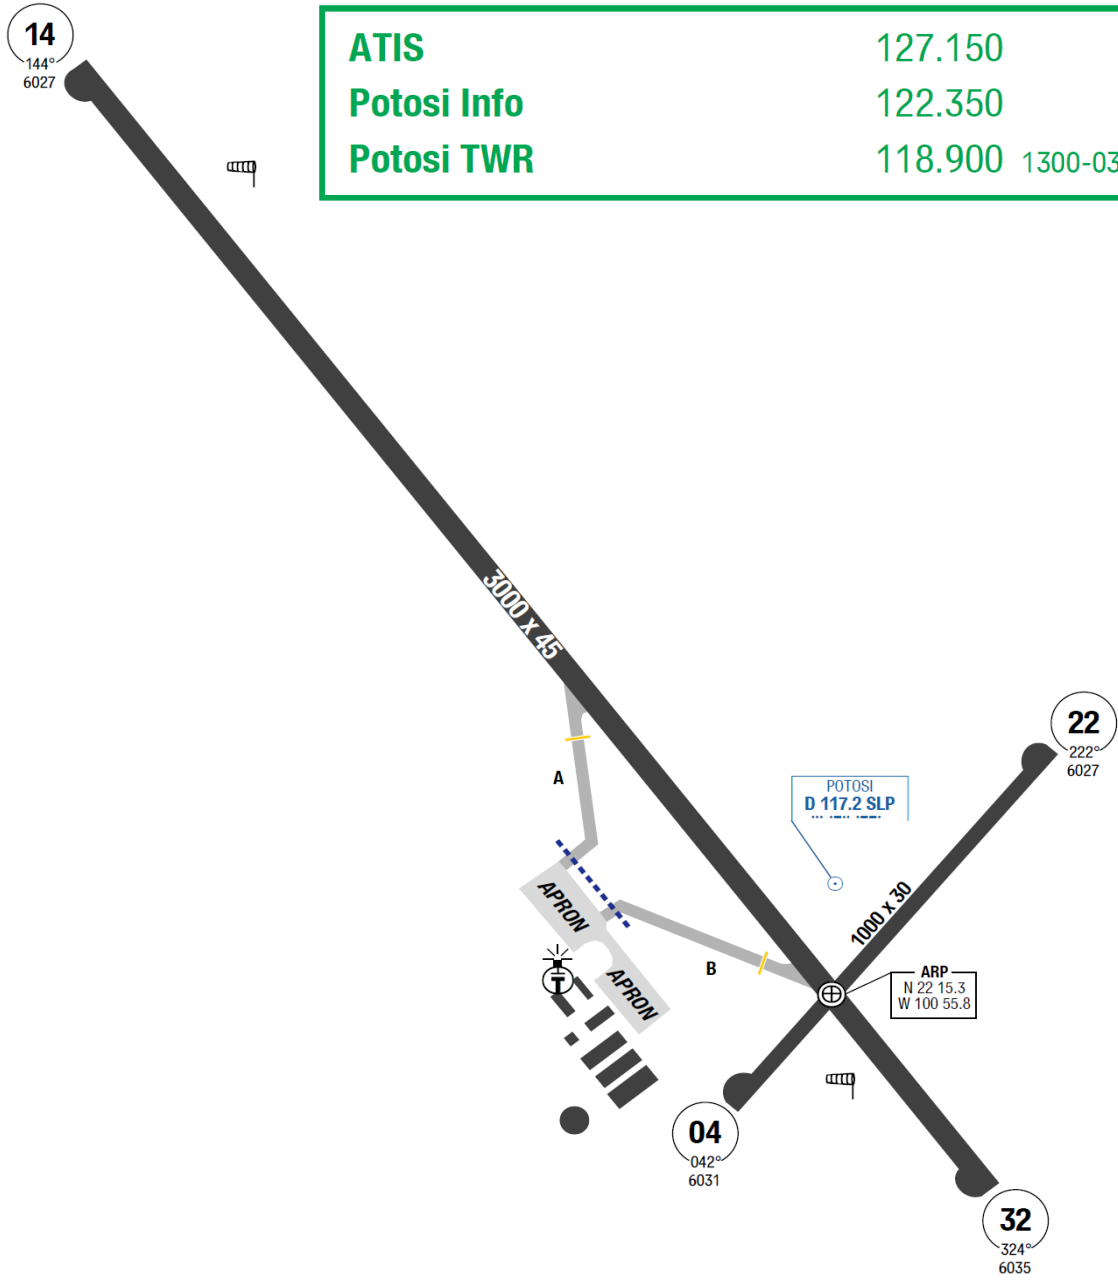 14
144°
6027
ATIS 127.150
Potosi Info 122.350
Potosi TWR 118.900 1300-03
3000 x 45
22
222°
6027
A
POTOSI
D 117.2 SLP
1000 x 30
APRON
B
ARP
N 22 15.3
W 100 55.8
APRON
T
04
042°
6031
32
324°
6035